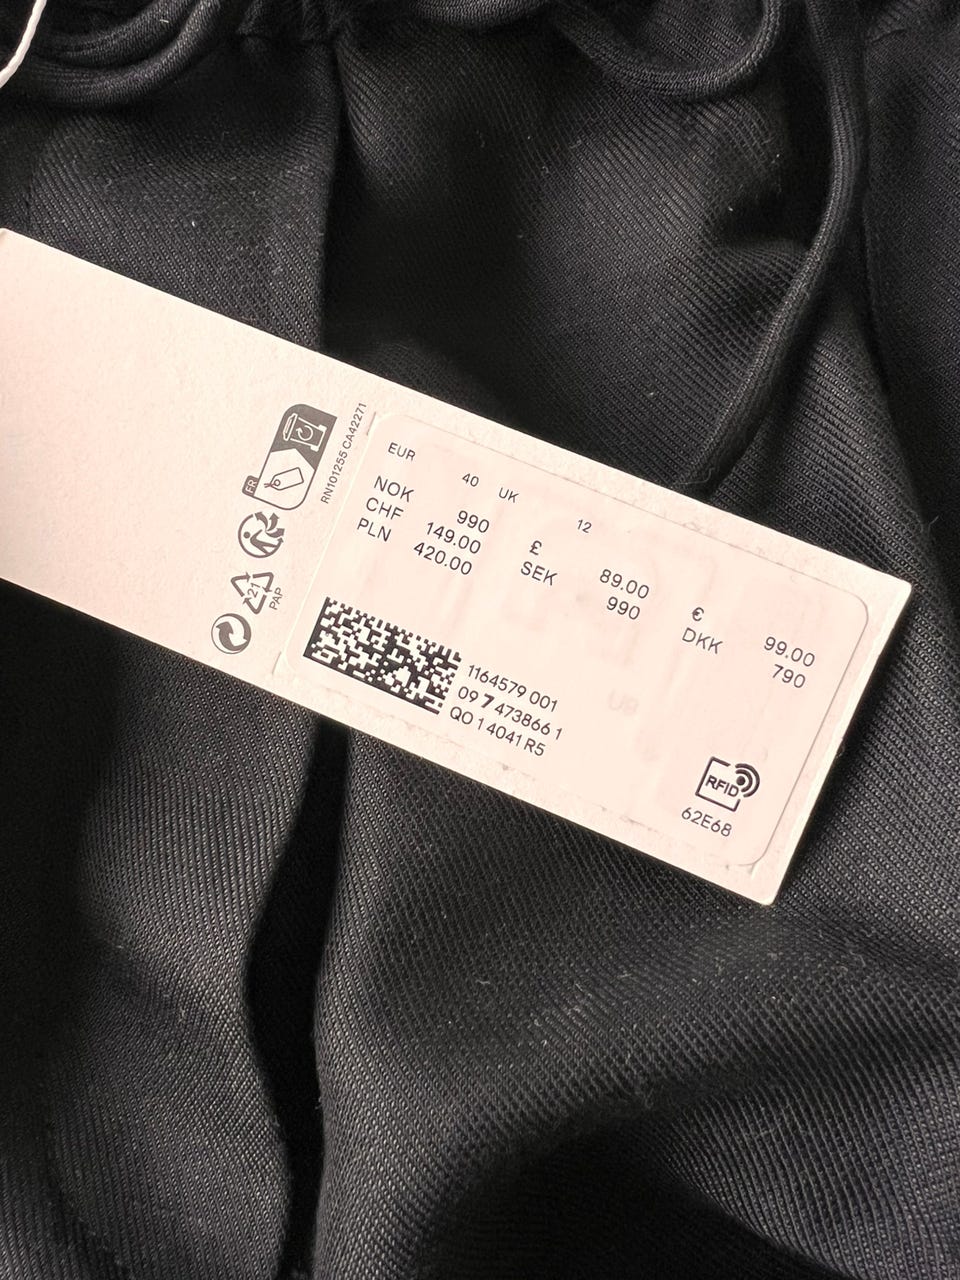 FR
RN101255 CA42271
21
PAP
EUR 40 UK 12
NOK 990 £ 89.00 € 99.00
CHF 149.00 SEK 990 DKK 790
PLN 420.00
1164579 001
09 7 473866 1
QO 1 4041 R5
RFID
62E68